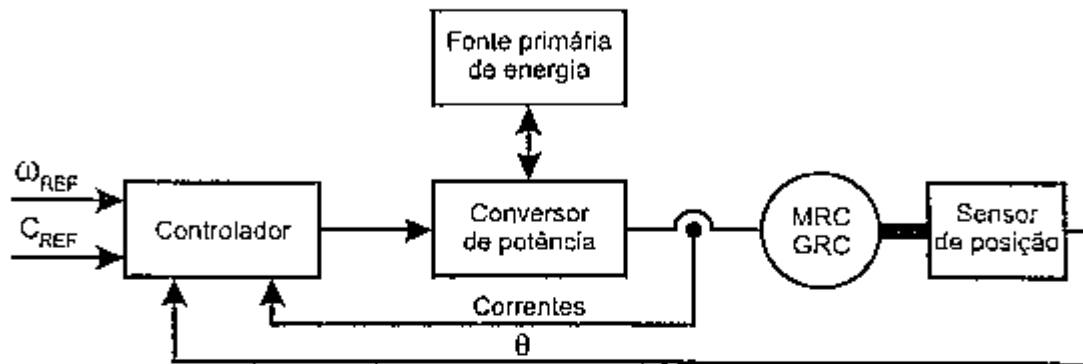 Fonte primária
de energia
ω_REF
C_REF
Controlador
Conversor
de potência
MRC
GRC
Sensor
de posição
Correntes
θ